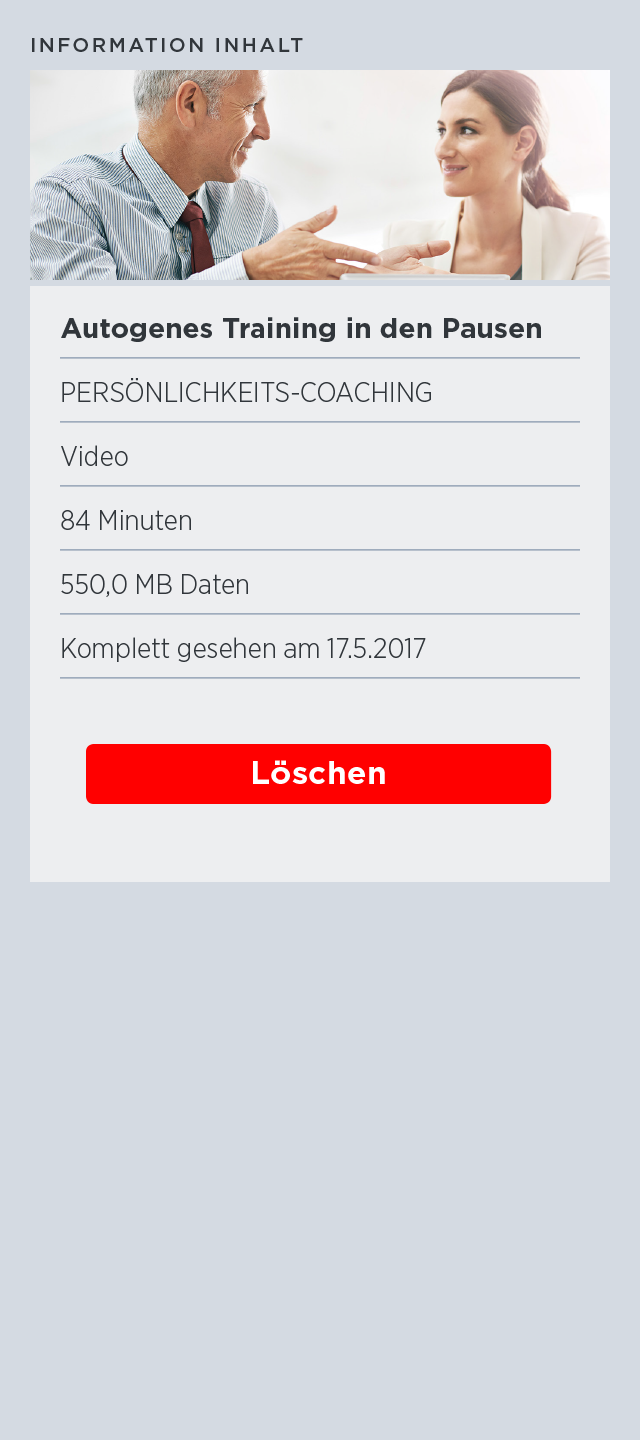 INFORMATION INHALT
Autogenes Training in den Pausen
PERSÖNLICHKEITS-COACHING
Video
84 Minuten
550,0 MB Daten
Komplett gesehen am 17.5.2017
Löschen